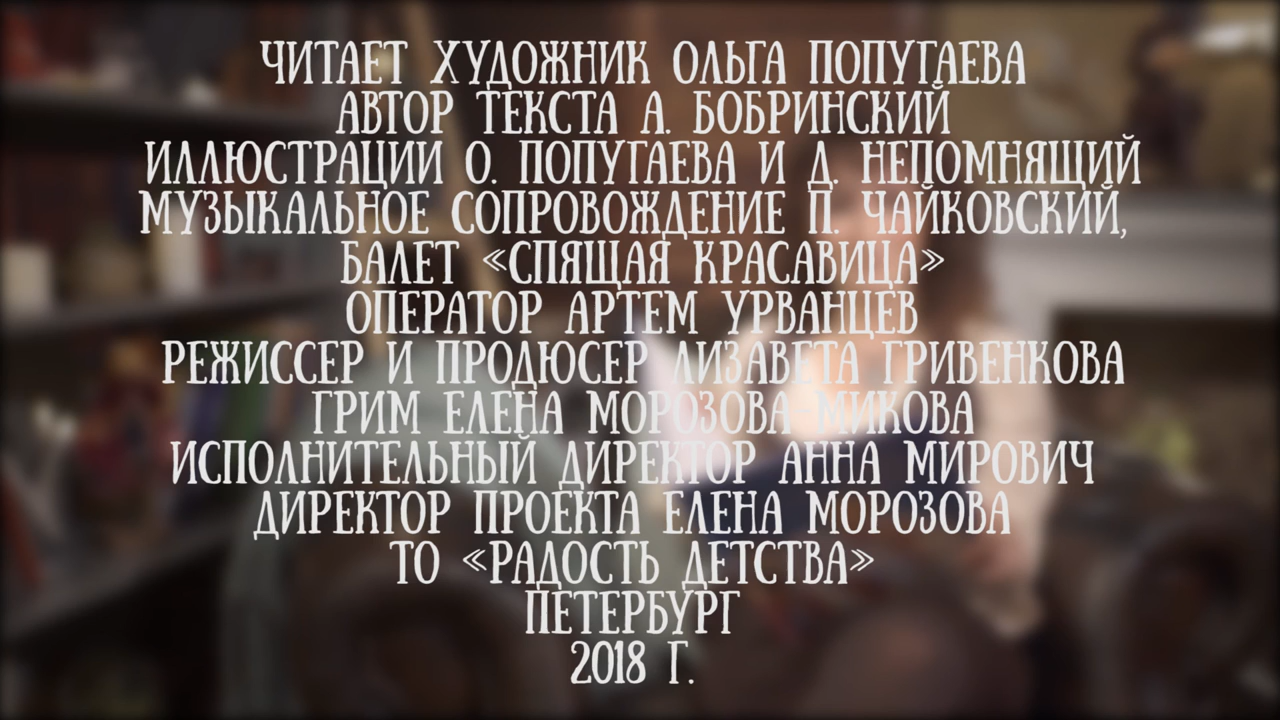 ЧИТАЕТ ХУДОЖНИК ОЛЬГА ПОПУГАЕВА
АВТОР ТЕКСТА А. БОБРИНСКИЙ
ИЛЛЮСТРАЦИИ О. ПОПУГАЕВА И Д. НЕПОМНЯЩИЙ
МУЗЫКАЛЬНОЕ СОПРОВОЖДЕНИЕ П. ЧАЙКОВСКИЙ,
БАЛЕТ «СПЯЩАЯ КРАСАВИЦА»
ОПЕРАТОР АРТЕМ УРВАНЦЕВ
РЕЖИССЕР И ПРОДЮСЕР ЛИЗАВЕТА ГРИВЕНКОВА
ГРИМ ЕЛЕНА МОРОЗОВА-МИКОВА
ИСПОЛНИТЕЛЬНЫЙ ДИРЕКТОР АННА МИРОВИЧ
ДИРЕКТОР ПРОЕКТА ЕЛЕНА МОРОЗОВА
ТО «РАДОСТЬ ДЕТСТВА»
ПЕТЕРБУРГ
2018 Г.